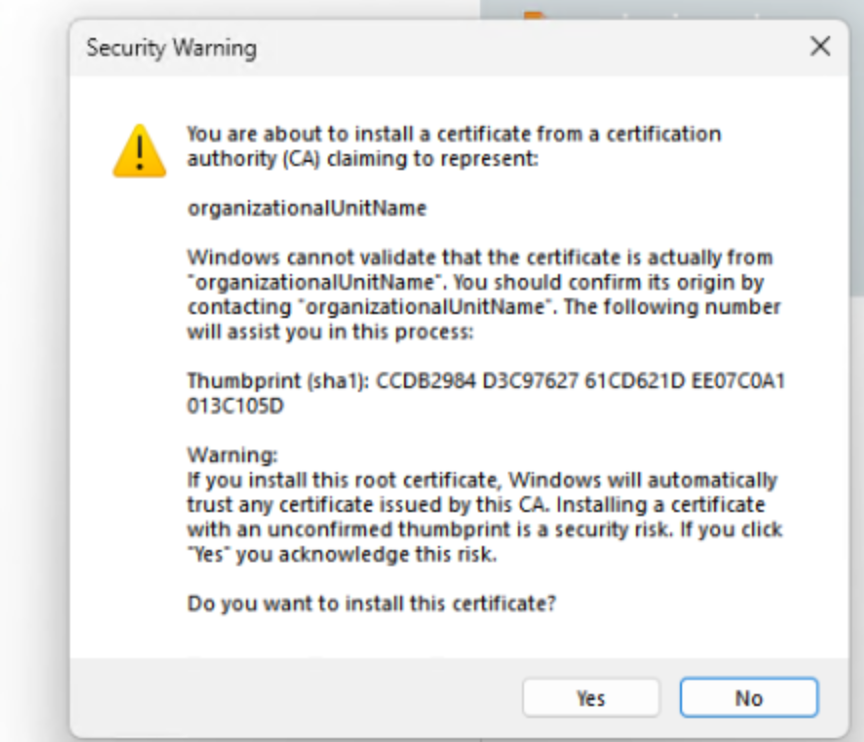 Security Warning
You are about to install a certificate from a certification
authority (CA) claiming to represent:
organizationalUnitName
Windows cannot validate that the certificate is actually from
"organizationalUnitName". You should confirm its origin by
contacting "organizationalUnitName". The following number
will assist you in this process:
Thumbprint (sha1): CCDB2984 D3C97627 61CD621D EE07C0A1
013C105D
Warning:
If you install this root certificate, Windows will automatically
trust any certificate issued by this CA. Installing a certificate
with an unconfirmed thumbprint is a security risk. If you click
"Yes" you acknowledge this risk.
Do you want to install this certificate?
Yes
No